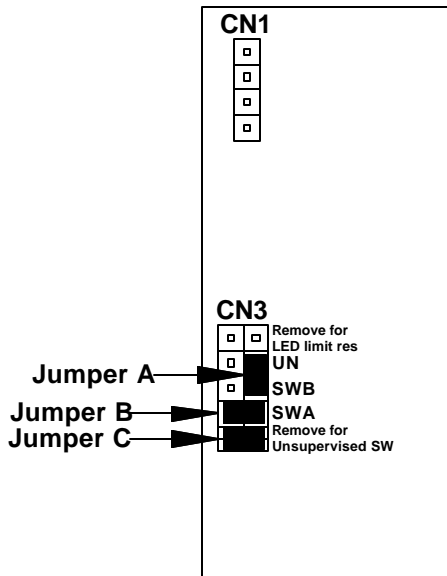 CN1
CN3
Remove for
LED limit res
UN
Jumper A
SWB
Jumper B
SWA
Jumper C
Remove for
Unsupervised SW